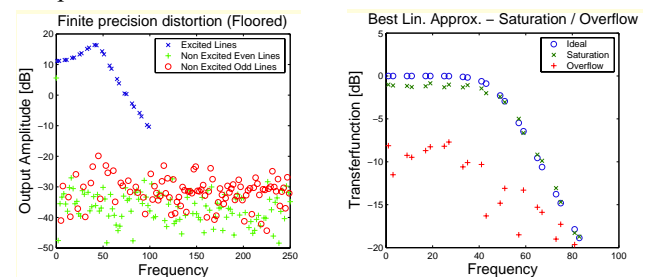 Finite precision distortion (Floored)
20
10
0
−10
−20
−30
−40
−50
Output Amplitude [dB]
Excited Lines
Non Excited Even Lines
Non Excited Odd Lines
0
50
100
150
200
250
Frequency
Best Lin. Approx. − Saturation / Overflow
5
0
−5
−10
−15
−20
Transferfunction [dB]
Ideal
Saturation
Overflow
0
20
40
60
80
100
Frequency